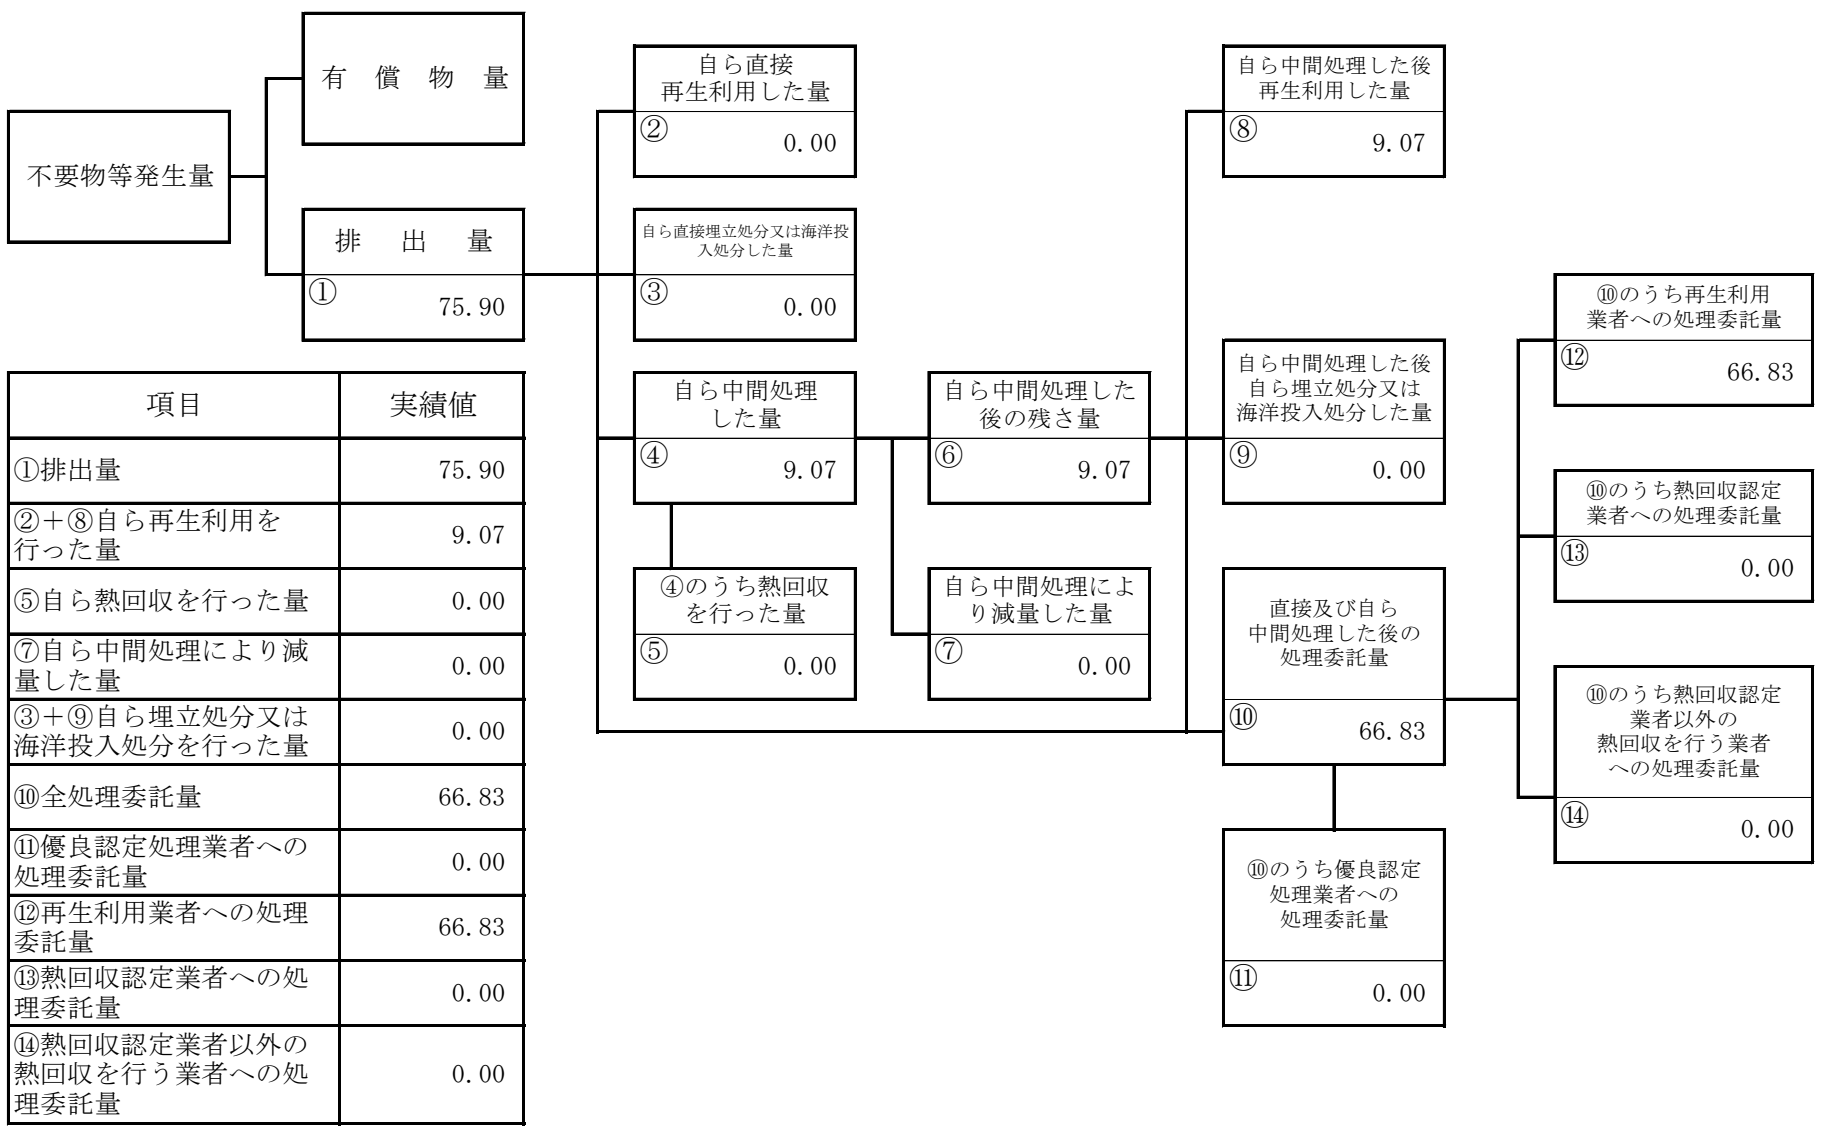 有償物量
不要物等発生量
排出量
①
75.90
自ら直接
再生利用した量
②
0.00
自ら直接埋立処分又は海洋投
入処分した量
③
0.00
自ら中間処理
した量
④
9.07
④のうち熱回収
を行った量
⑤
0.00
自ら中間処理した
後の残さ量
⑥
9.07
自ら中間処理によ
り減量した量
⑦
0.00
自ら中間処理した後
再生利用した量
⑧
9.07
自ら中間処理した後
自ら埋立処分又は
海洋投入処分した量
⑨
0.00
直接及び自ら
中間処理した後の
処理委託量
⑩
66.83
⑩のうち優良認定
処理業者への
処理委託量
⑪
0.00
⑩のうち再生利用
業者への処理委託量
⑫
66.83
⑩のうち熱回収認定
業者への処理委託量
⑬
0.00
⑩のうち熱回収認定
業者以外の
熱回収を行う業者
への処理委託量
⑭
0.00
項目 実績値
①排出量 75.90
②+⑧自ら再生利用を
行った量 9.07
⑤自ら熱回収を行った量 0.00
⑦自ら中間処理により減
量した量 0.00
③+⑨自ら埋立処分又は
海洋投入処分を行った量 0.00
⑩全処理委託量 66.83
⑪優良認定処理業者への
処理委託量 0.00
⑫再生利用業者への処理
委託量 66.83
⑬熱回収認定業者への処
理委託量 0.00
⑭熱回収認定業者以外の
熱回収を行う業者への処
理委託量 0.00